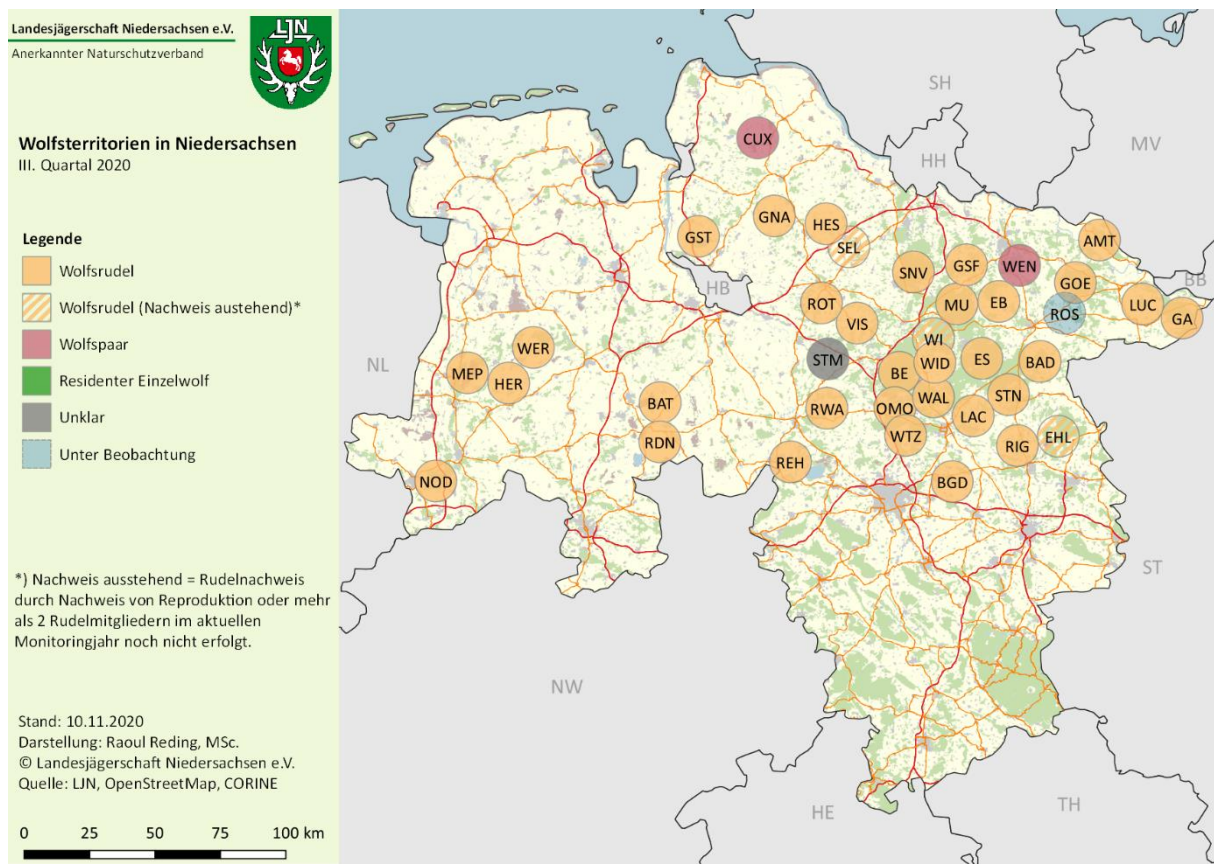 Landesjägerschaft Niedersachsen e.V.
Anerkannter Naturschutzverband
LJN
Wolfsterritorien in Niedersachsen
III. Quartal 2020
Legende
Wolfsrudel
Wolfsrudel (Nachweis austehend)*
Wolfspaar
Residenter Einzelwolf
Unklar
Unter Beobachtung
*) Nachweis ausstehend = Rudelnachweis
durch Nachweis von Reproduktion oder mehr
als 2 Rudelmitgliedern im aktuellen
Monitoringjahr noch nicht erfolgt.
Stand: 10.11.2020
Darstellung: Raoul Reding, MSc.
© Landesjägerschaft Niedersachsen e.V.
Quelle: LJN, OpenStreetMap, CORINE
0 25 50 75 100 km
SH
MV
CUX
HH
GNA
HES
GST
SEL
AMT
GSF
WEN
SNV
GOE
BB
HB
ROT
MU
EB
LUC
ROS
GA
VIS
WI
WER
STM
WID
ES
BAD
NL
MEP
HER
BE
WAL
STN
BAT
RWA
OMO
LAC
RDN
WTZ
EHL
RIG
REH
NOD
BGD
ST
NW
HE
TH